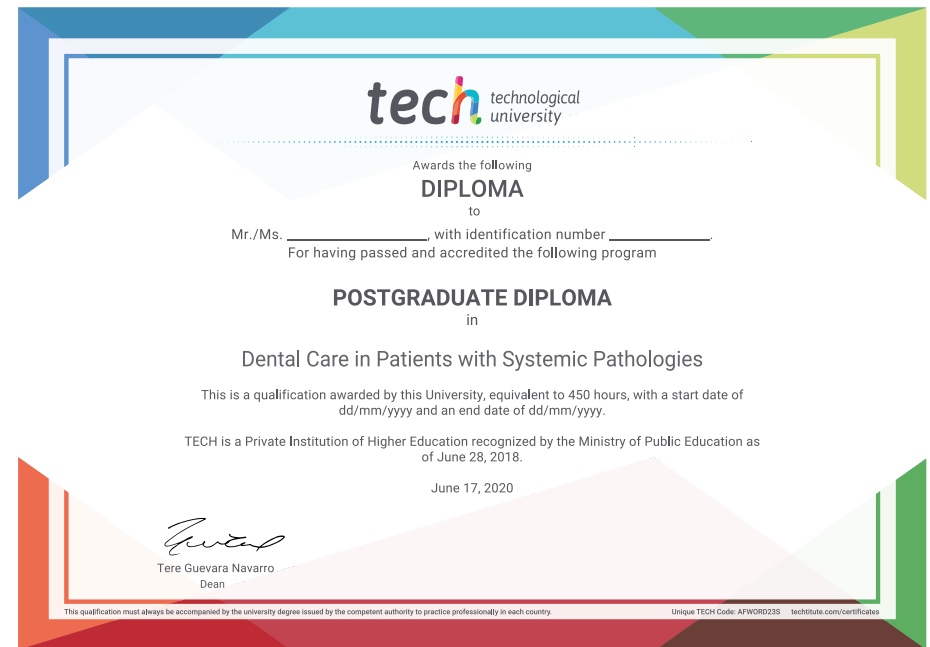 tech technological
university
Awards the following
DIPLOMA
to
Mr./Ms. ____________________, with identification number ______________.
For having passed and accredited the following program
POSTGRADUATE DIPLOMA
in
Dental Care in Patients with Systemic Pathologies
This is a qualification awarded by this University, equivalent to 450 hours, with a start date of
dd/mm/yyyy and an end date of dd/mm/yyyy.
TECH is a Private Institution of Higher Education recognized by the Ministry of Public Education as
of June 28, 2018.
June 17, 2020
Tere Guevara Navarro
Dean
This qualification must always be accompanied by the university degree issued by the competent authority to practice professionally in each country.
Unique TECH Code: AFWORD23S techtitute.com/certificates